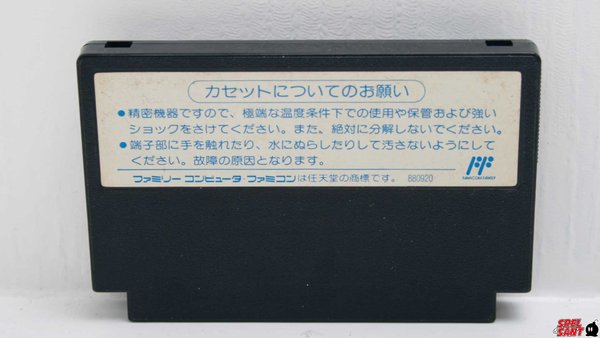 カセットについてのお願い
●精密機器ですので、極端な温度条件下での使用や保管および強い
ショックをさけてください。また、絶対に分解しないでください。
●端子部に手を触れたり、水にぬらしたりして汚さないようにして
ください。故障の原因となります。
ファミリーコンピュータ・ファミコンは任天堂の商標です。 880920
FAMICOM FAMILY